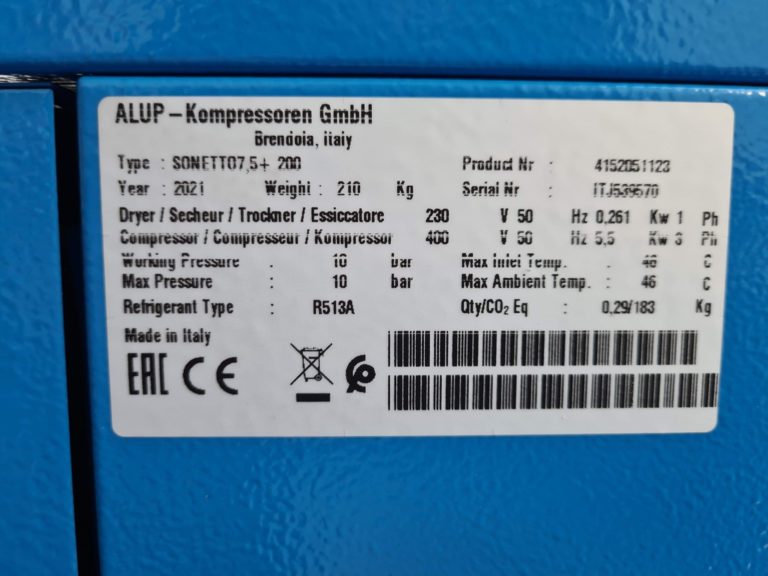 ALUP – Kompressoren GmbH
Brendola, Italy
Type : SONETTO7,5+ 200 Product Nr : 4152051123
Year : 2021 Weight : 210 Kg Serial Nr : ITJ539570
Dryer / Secheur / Trockner / Essiccatore 230 V 50 Hz 0,261 Kw 1 Ph
Compressor / Compresseur / Kompressor 400 V 50 Hz 5,5 Kw 3 Ph
Working Pressure : 10 bar Max Inlet Temp. : 46 C
Max Pressure : 10 bar Max Ambient Temp. : 46 C
Refrigerant Type : R513A Qty/CO₂ Eq : 0,29/183 Kg
Made in Italy
EAC CE